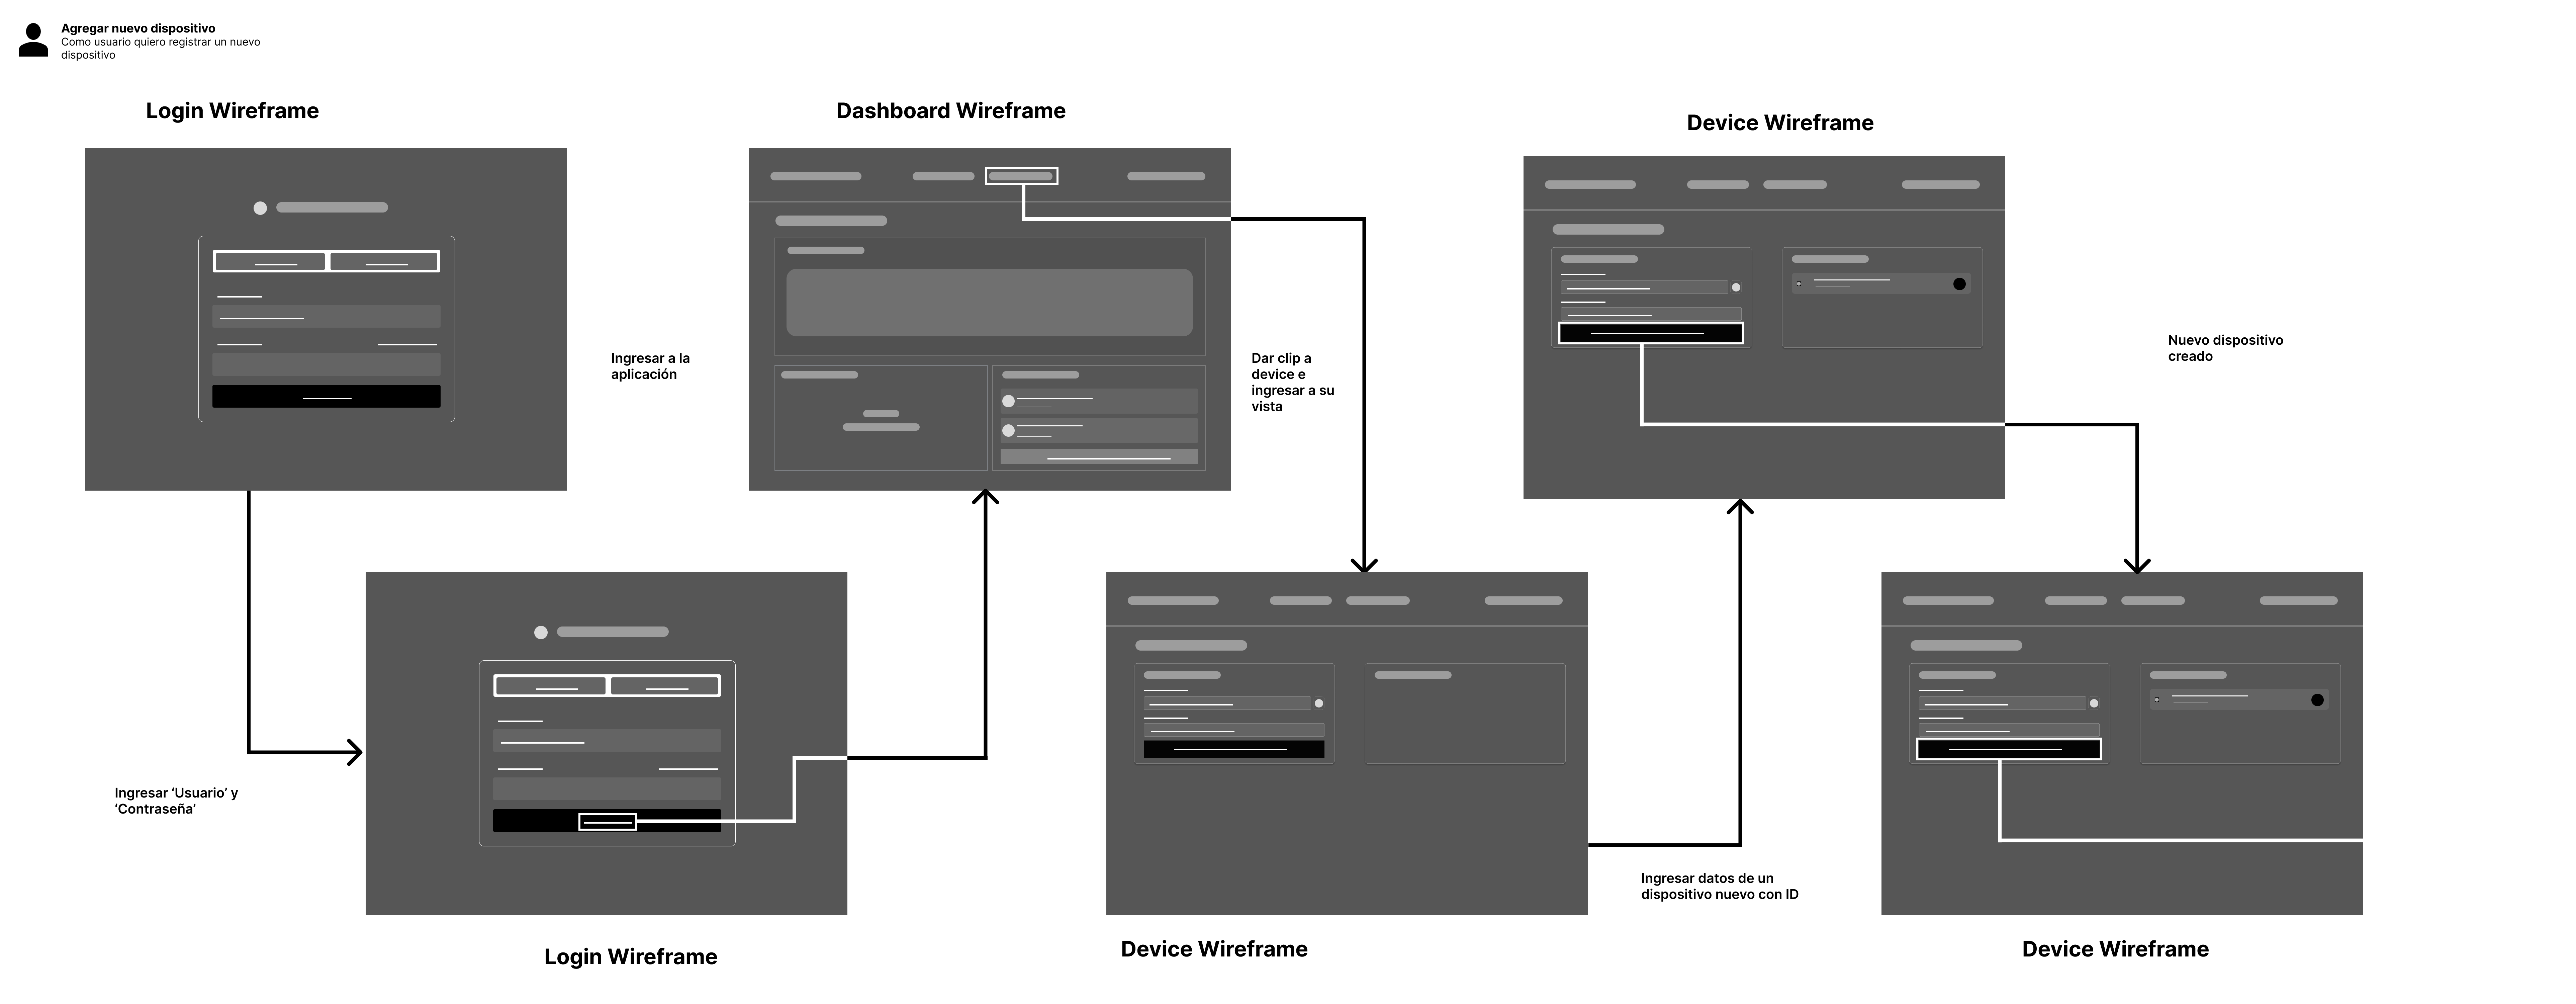 Agregar nuevo dispositivo
Como usuario quiero registrar un nuevo
dispositivo
Login Wireframe
Dashboard Wireframe
Device Wireframe
Ingresar a la
aplicación
Dar clip a
device e
ingresar a su
vista
Nuevo dispositivo
creado
Ingresar ‘Usuario’ y
‘Contraseña’
Ingresar datos de un
dispositivo nuevo con ID
Login Wireframe
Device Wireframe
Device Wireframe